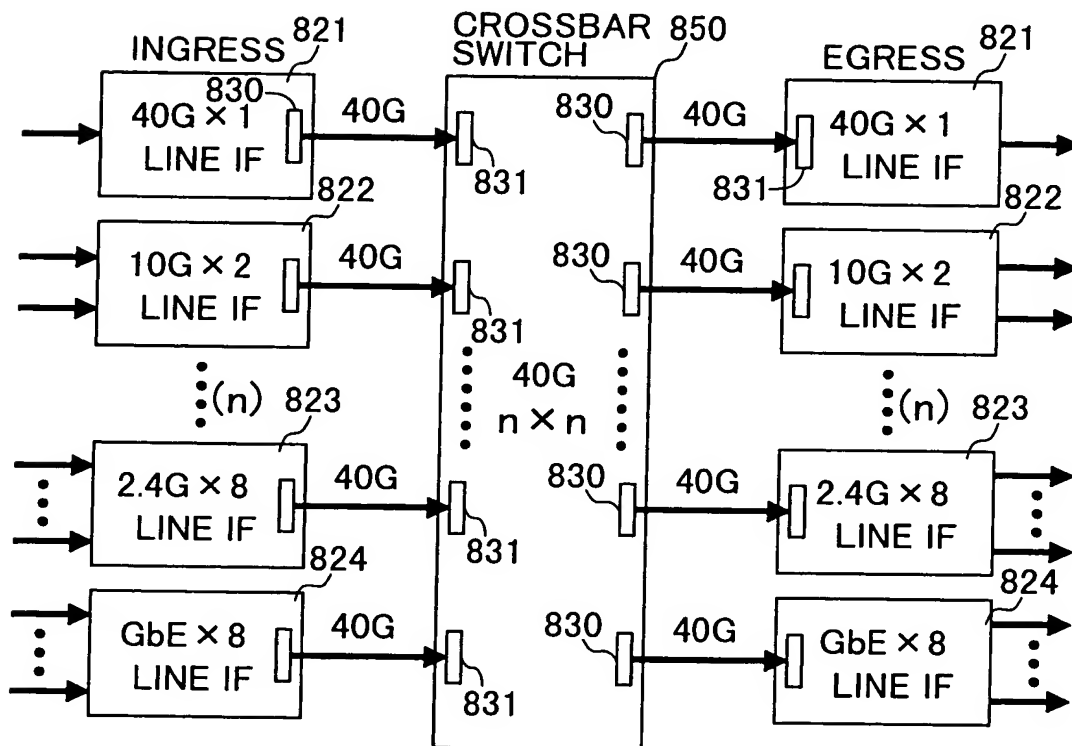 INGRESS
821
CROSSBAR
SWITCH
850
EGRESS
821
830
40G × 1
LINE IF
40G
831
830
40G
831
40G × 1
LINE IF
822
10G × 2
LINE IF
40G
831
830
40G
822
10G × 2
LINE IF
(n)
40G
n × n
(n)
823
2.4G × 8
LINE IF
40G
831
830
40G
823
2.4G × 8
LINE IF
824
GbE × 8
LINE IF
40G
831
830
40G
824
GbE × 8
LINE IF